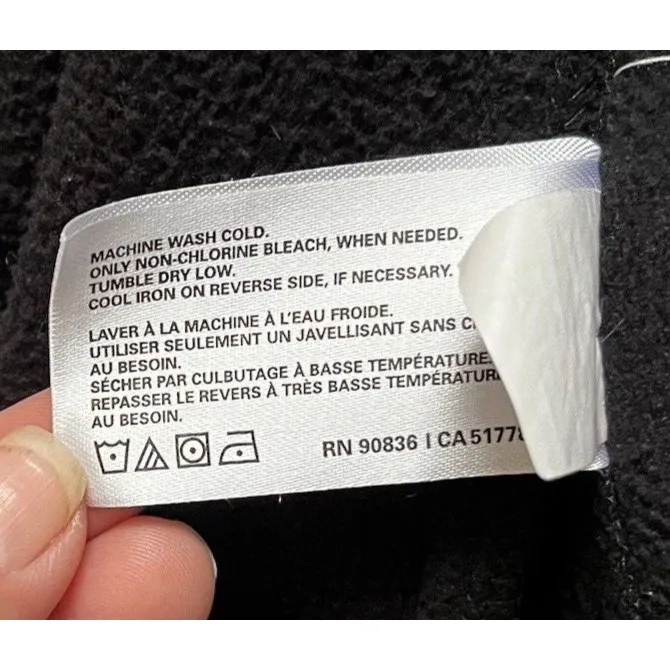 MACHINE WASH COLD.
ONLY NON-CHLORINE BLEACH, WHEN NEEDED.
TUMBLE DRY LOW.
COOL IRON ON REVERSE SIDE, IF NECESSARY.
LAVER À LA MACHINE À L'EAU FROIDE.
UTILISER SEULEMENT UN JAVELLISANT SANS
AU BESOIN.
SÉCHER PAR CULBUTAGE À BASSE TEMPÉRATURE
REPASSER LE REVERS À TRÈS BASSE
AU BESOIN.
RN 90836 | CA 5177